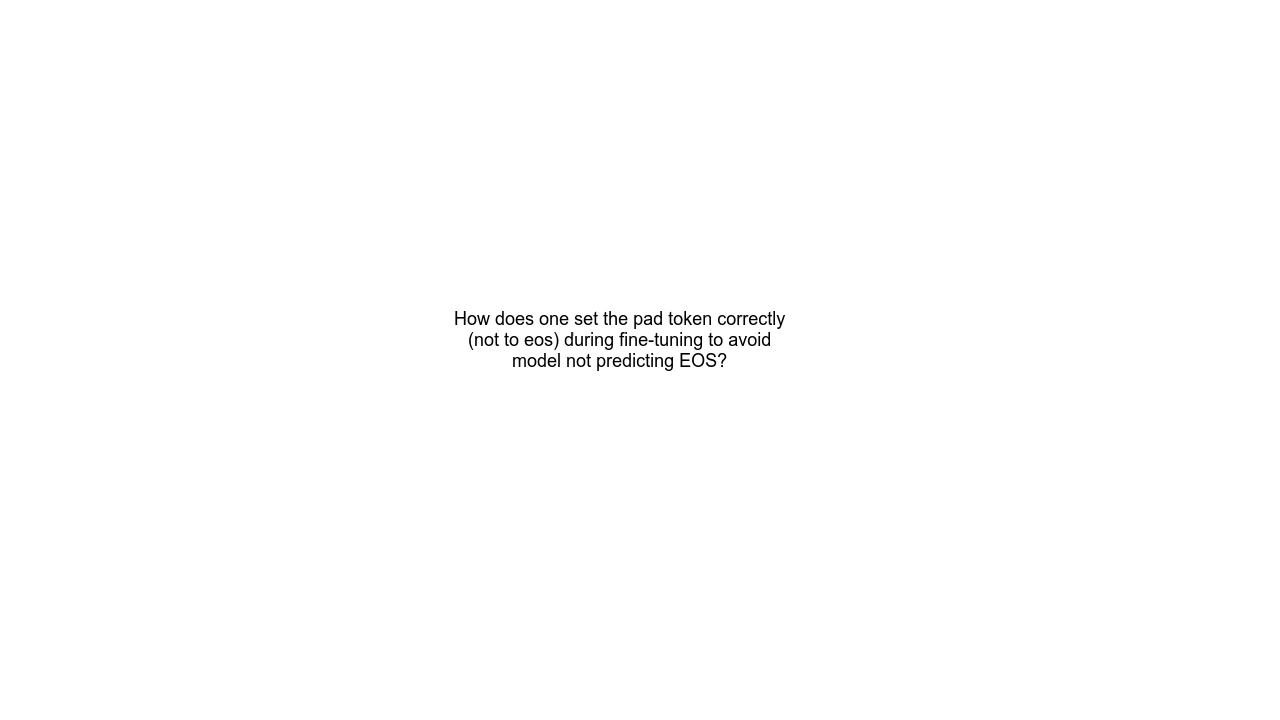 How does one set the pad token correctly
(not to eos) during fine-tuning to avoid
model not predicting EOS?